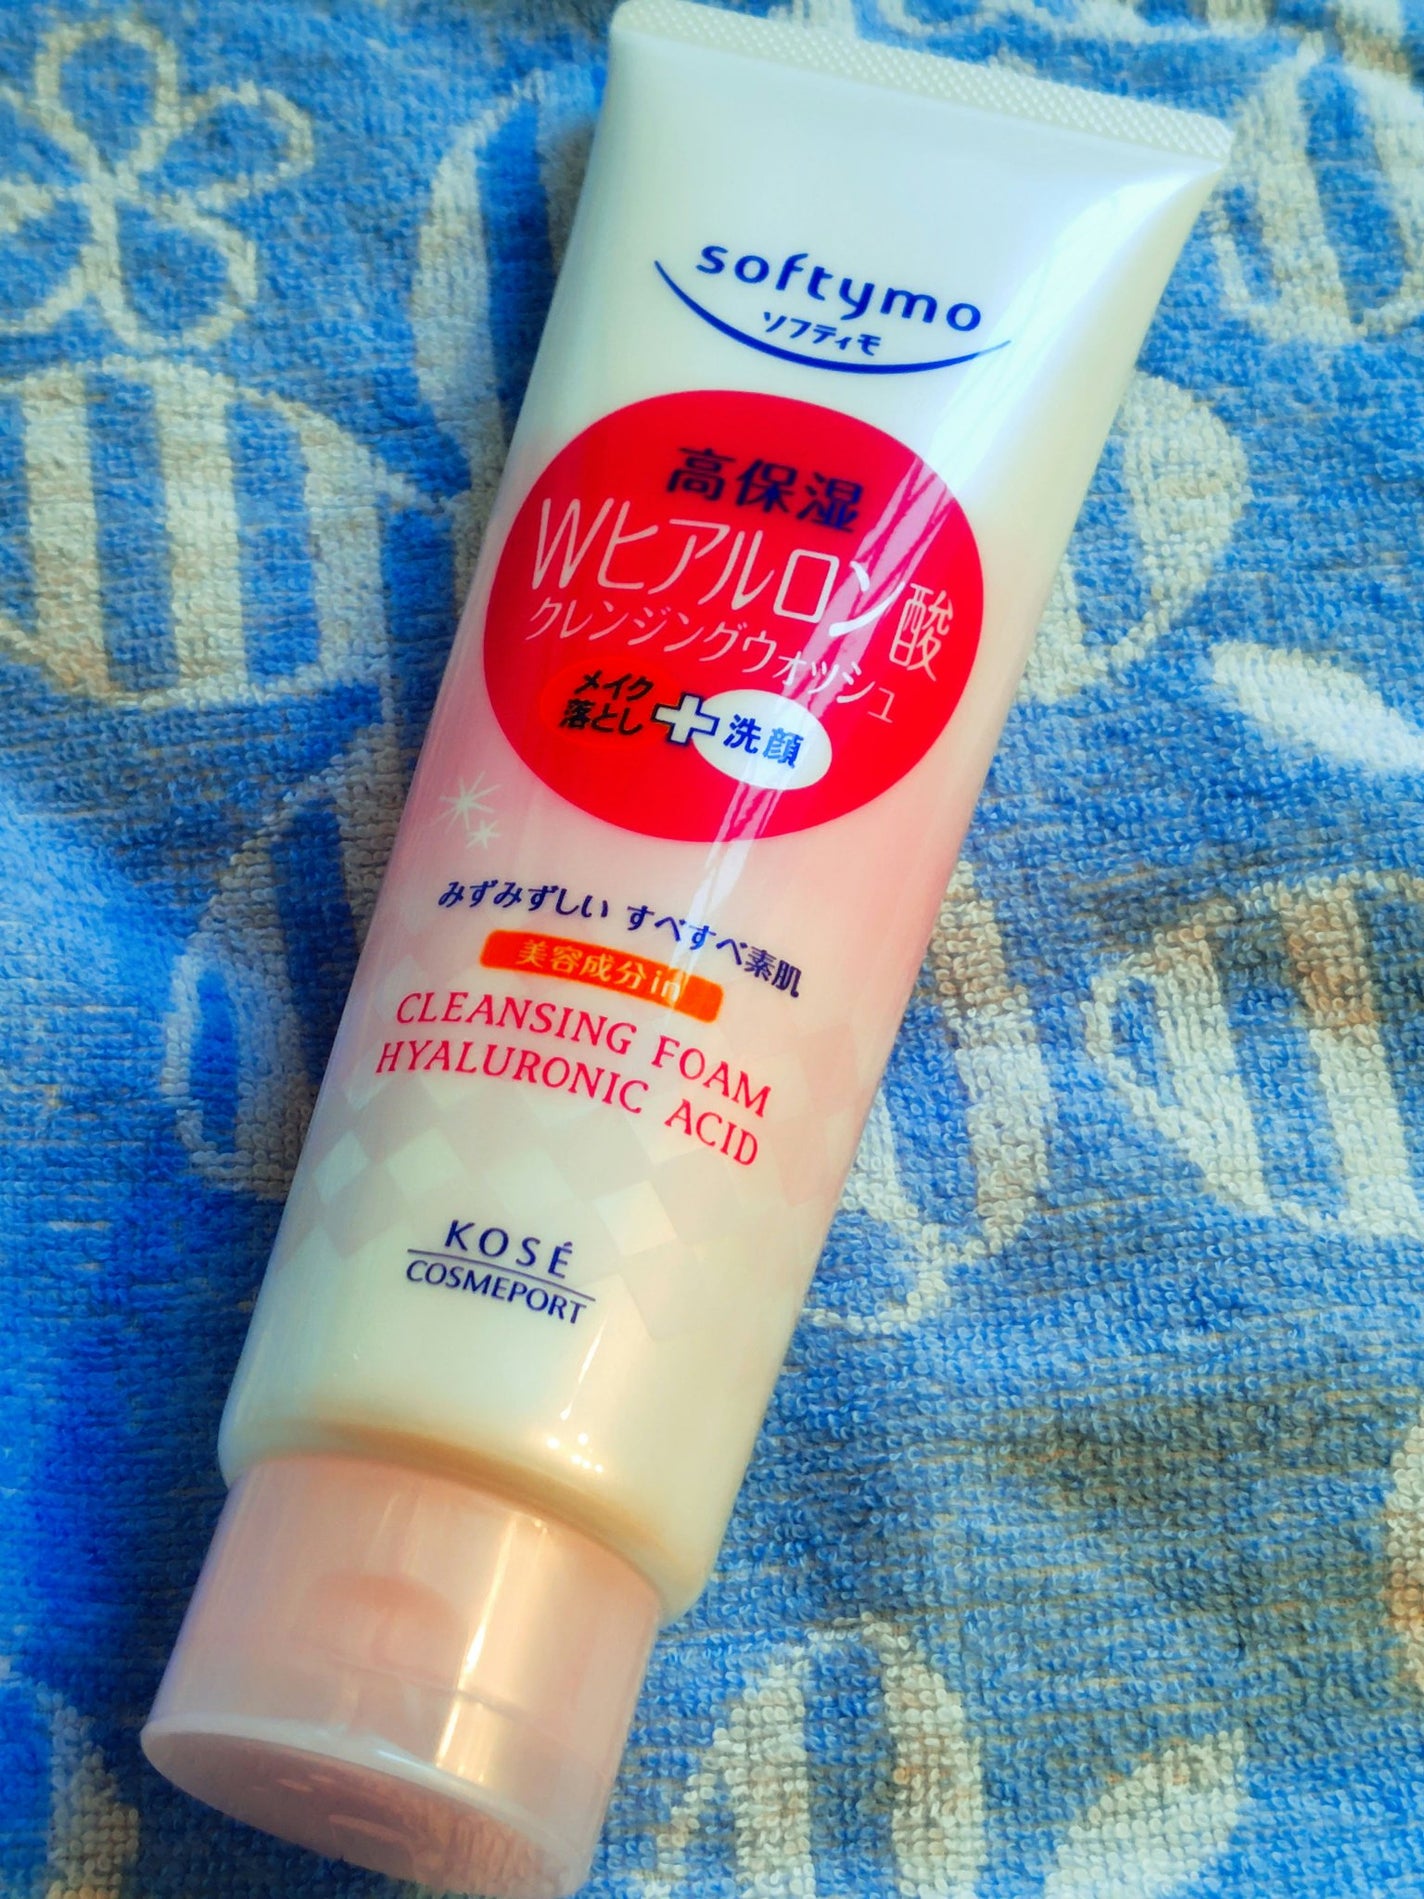 softymo
ソフティモ
高保湿
Wヒアルロン酸
クレンジングウォッシュ
メイク
落とし
+洗顔
みずみずしい すべすべ素肌
美容成分in
CLEANSING FOAM
HYALURONIC ACID
KOSÉ
COSMEPORT